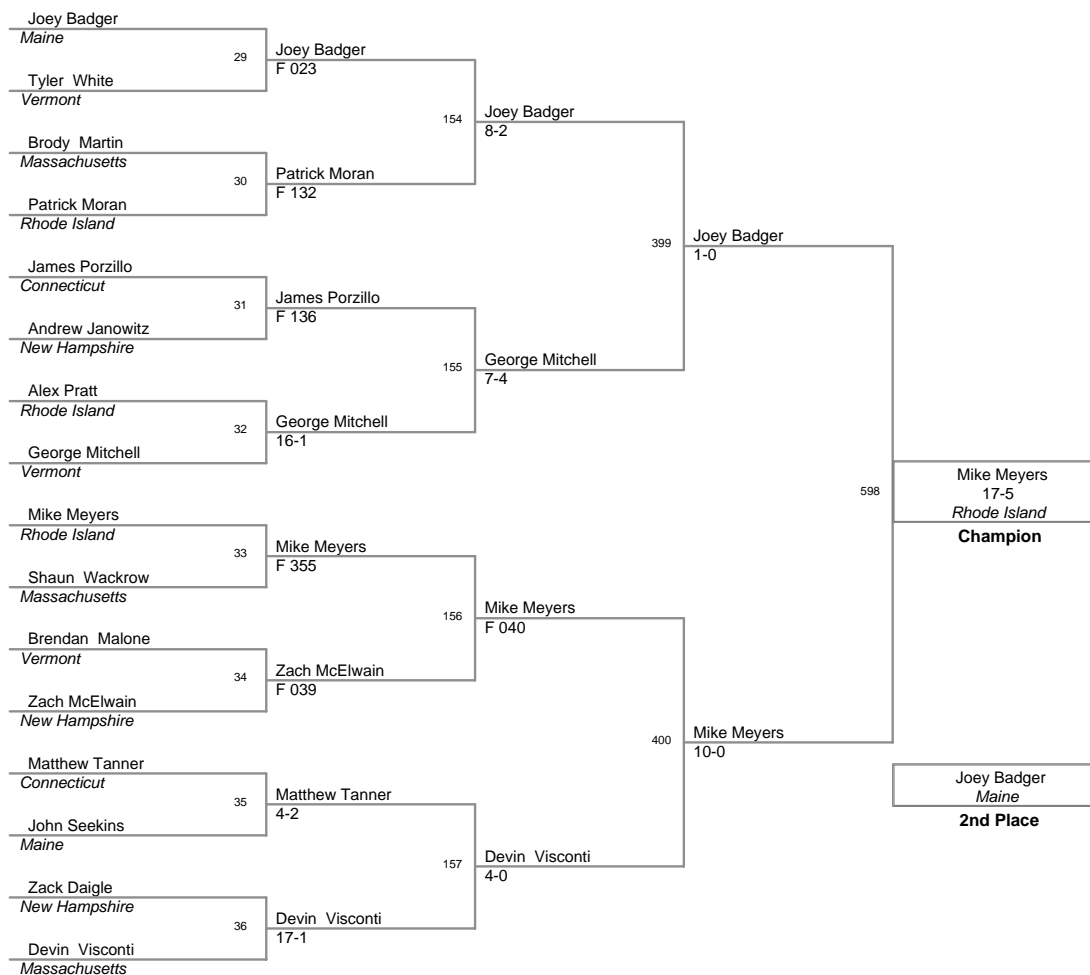 Joey Badger
Maine
29
Tyler White
Vermont
Joey Badger
F 023
Brody Martin
Massachusetts
30
Patrick Moran
Rhode Island
Patrick Moran
F 132
154
Joey Badger
8-2
James Porzillo
Connecticut
31
Andrew Janowitz
New Hampshire
James Porzillo
F 136
Alex Pratt
Rhode Island
32
George Mitchell
Vermont
George Mitchell
16-1
155
George Mitchell
7-4
399
Joey Badger
1-0
Mike Meyers
Rhode Island
33
Shaun Wackrow
Massachusetts
Mike Meyers
F 355
Brendan Malone
Vermont
34
Zach McElwain
New Hampshire
Zach McElwain
F 039
156
Mike Meyers
F 040
Matthew Tanner
Connecticut
35
John Seekins
Maine
Matthew Tanner
4-2
Zack Daigle
New Hampshire
36
Devin Visconti
Massachusetts
Devin Visconti
17-1
157
Devin Visconti
4-0
400
Mike Meyers
10-0
598
Mike Meyers
17-5
Rhode Island
Champion
Joey Badger
Maine
2nd Place